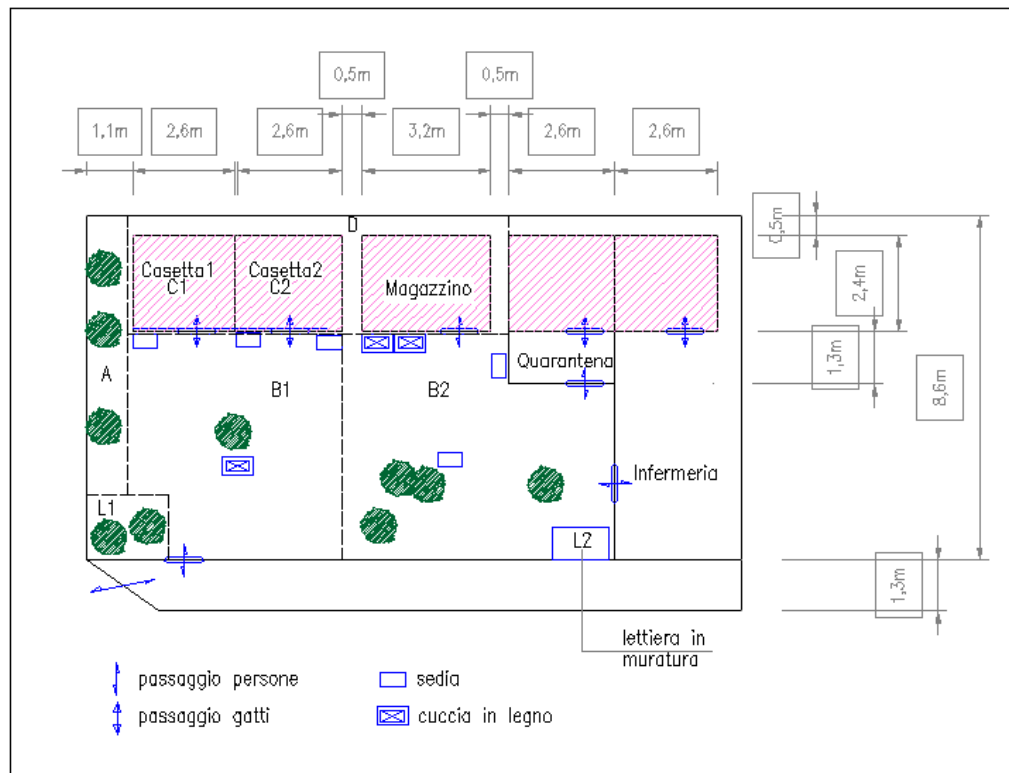 0,5m
0,5m
1,1m
2,6m
2,6m
3,2m
2,6m
2,6m
D
0,5m
Casetta1
C1
Casetta2
C2
Magazzino
2,4m
Quarantena
1,3m
A
B1
B2
8,6m
Infermeria
L1
L2
1,3m
lettiera in
muratura
passaggio persone
sedia
passaggio gatti
cuccia in legno